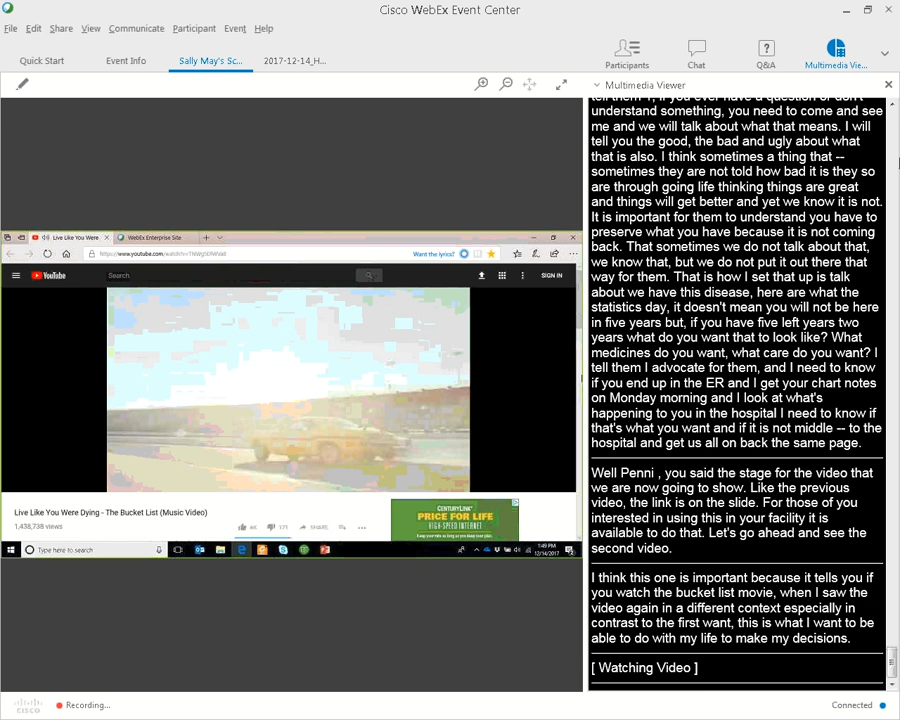 Cisco WebEx Event Center
File Edit Share View Communicate Participant Event Help
Quick Start Event Info Sally May's Sc... 2017-12-14_H...
Participants Chat Q&A Multimedia Vie...
Multimedia Viewer
Live Like You Were WebEx Enterprise Site
Want the lyrics?
YouTube Search SIGN IN
Live Like You Were Dying - The Bucket List (Music Video)
1,438,738 views
SHARE
CENTURYLINK
PRICE FOR LIFE
HIGH-SPEED INTERNET
Type here to search
1:49 PM
12/14/2017
tell them I, if you ever have a question or don't
understand something, you need to come and see
me and we will talk about what that means. I will
tell you the good, the bad and ugly about what
that is also. I think sometimes a thing that --
sometimes they are not told how bad it is they so
are through going life thinking things are great
and things will get better and yet we know it is not.
It is important for them to understand you have to
preserve what you have because it is not coming
back. That sometimes we do not talk about that,
we know that, but we do not put it out there that
way for them. That is how I set that up is talk
about we have this disease, here are what the
statistics day, it doesn't mean you will not be here
in five years but, if you have five left years two
years what do you want that to look like? What
medicines do you want, what care do you want? I
tell them I advocate for them, and I need to know
if you end up in the ER and I get your chart notes
on Monday morning and I look at what's
happening to you in the hospital I need to know if
that's what you want and if it is not middle -- to the
hospital and get us all on back the same page.
Well Penni , you said the stage for the video that
we are now going to show. Like the previous
video, the link is on the slide. For those of you
interested in using this in your facility it is
available to do that. Let's go ahead and see the
second video.
I think this one is important because it tells you if
you watch the bucket list movie, when I saw the
video again in a different context especially in
contrast to the first want, this is what I want to be
able to do with my life to make my decisions.
[ Watching Video ]
cisco Recording... Connected